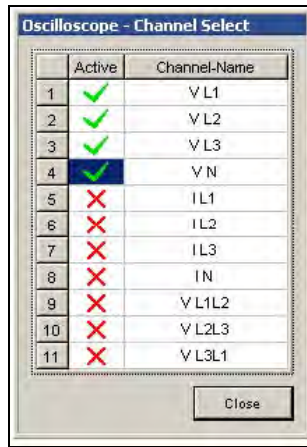 Oscilloscope - Channel Select
Active Channel-Name
1 V L1
2 V L2
3 V L3
4 V N
5 I L1
6 I L2
7 I L3
8 I N
9 V L1L2
10 V L2L3
11 V L3L1
Close